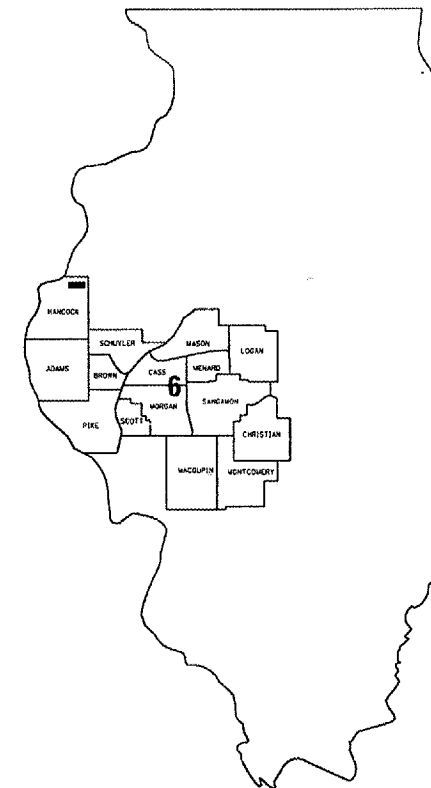 HANCOCK
SCHUYLER
MASON
LOGAN
ADAMS
BROWN
CASS
MENARD
6
PIKE
SCOTT
MORGAN
SANGAMON
CHRISTIAN
MACOUPIN
MONTGOMERY